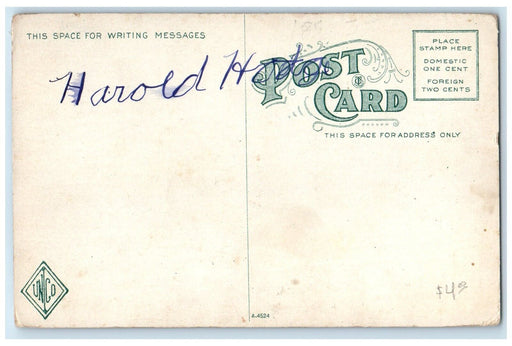 THIS SPACE FOR WRITING MESSAGES
Harold
POST CARD
PLACE
STAMP HERE
DOMESTIC
ONE CENT
FOREIGN
TWO CENTS
THIS SPACE FOR ADDRESS ONLY
A-4524